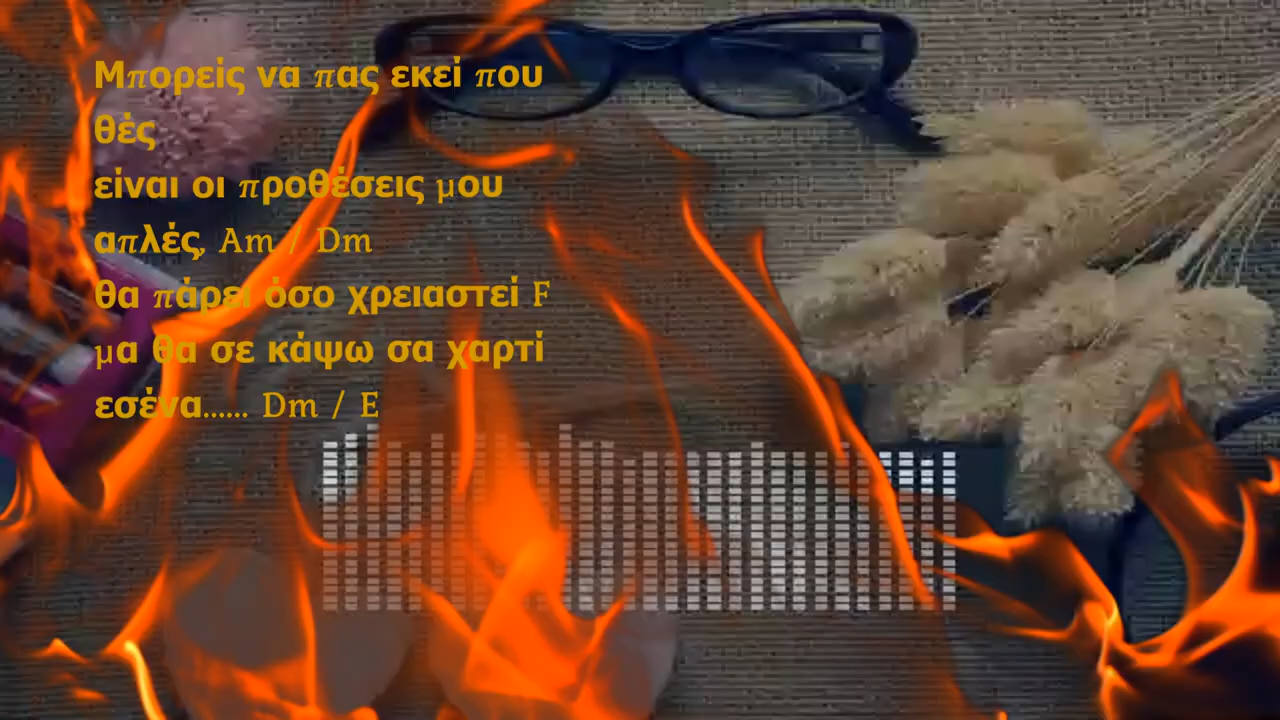 Μπορείς να πας εκεί που
θές
είναι οι προθέσεις μου
απλές, Am / Dm
θα πάρει όσο χρειαστεί F
μα θα σε κάψω σα χαρτί
εσένα...... Dm / E